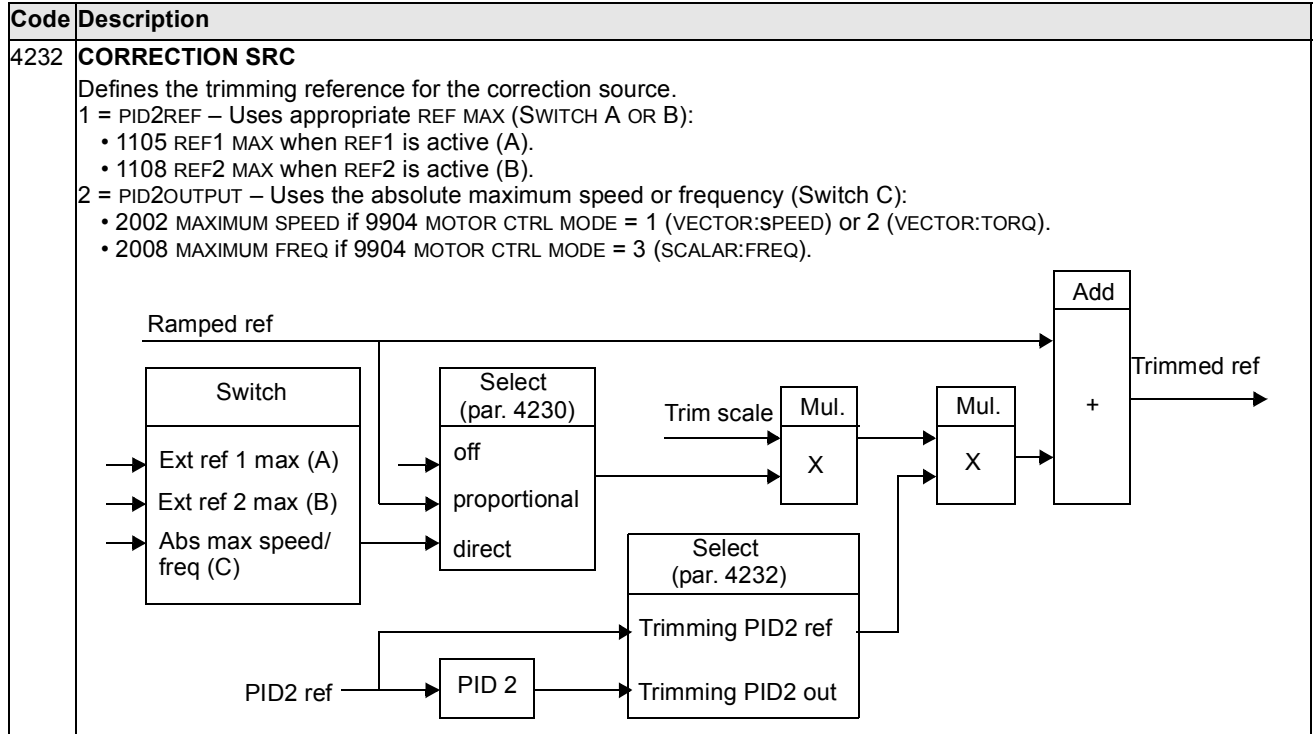 Code Description
4232 CORRECTION SRC
Defines the trimming reference for the correction source.
1 = PID2REF – Uses appropriate REF MAX (SWITCH A OR B):
• 1105 REF1 MAX when REF1 is active (A).
• 1108 REF2 MAX when REF2 is active (B).
2 = PID2OUTPUT – Uses the absolute maximum speed or frequency (Switch C):
• 2002 MAXIMUM SPEED if 9904 MOTOR CTRL MODE = 1 (VECTOR:SPEED) or 2 (VECTOR:TORQ).
• 2008 MAXIMUM FREQ if 9904 MOTOR CTRL MODE = 3 (SCALAR:FREQ).
Ramped ref
Switch
Ext ref 1 max (A)
Ext ref 2 max (B)
Abs max speed/
freq (C)
Select
(par. 4230)
off
proportional
direct
Trim scale
Mul.
X
Mul.
X
Add
+
Trimmed ref
Select
(par. 4232)
Trimming PID2 ref
Trimming PID2 out
PID2 ref
PID 2